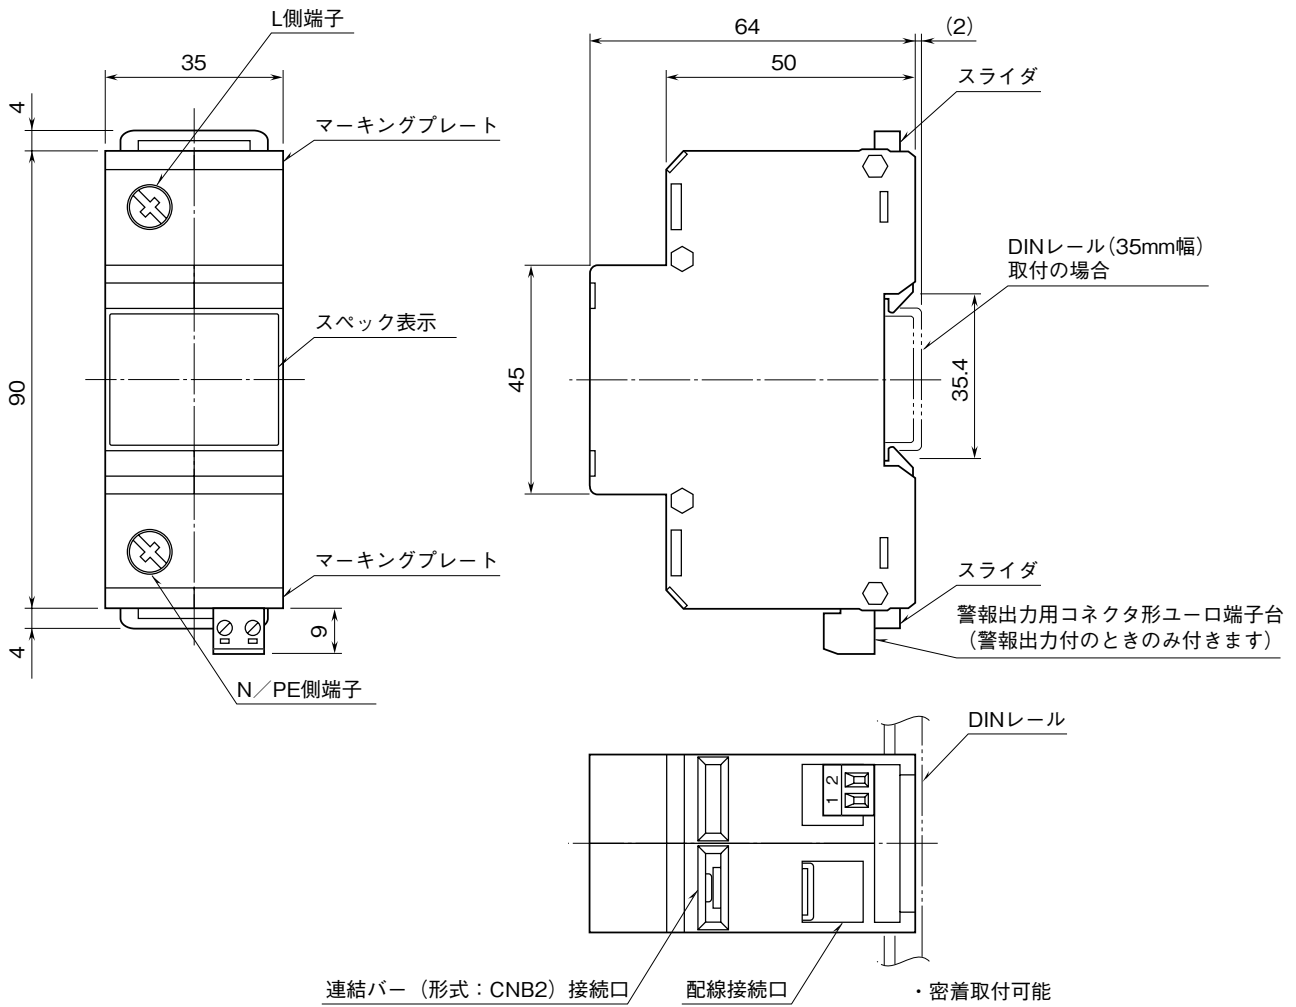 L側端子
64
(2)
35
50
スライダ
4
マーキングプレート
DINレール（35mm幅）
取付の場合
スペック表示
90
45
35.4
マーキングプレート
スライダ
警報出力用コネクタ形ユーロ端子台
（警報出力付のときのみ付きます）
9
4
N／PE側端子
DINレール
1 2
連結バー（形式：CNB2）接続口
配線接続口
・密着取付可能